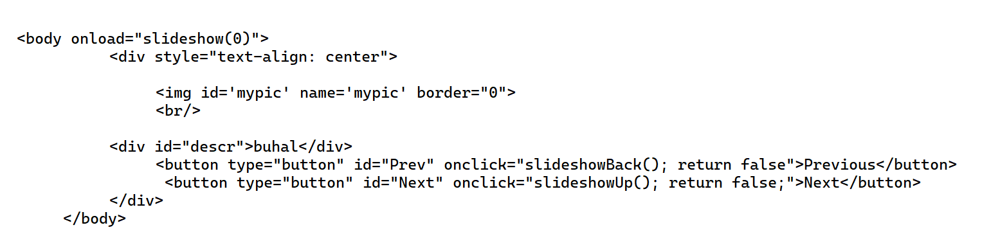 <body onload="slideshow(0)">
<div style="text-align: center">
<img id='mypic' name='mypic' border="0">
<br/>
<div id="descr">buhal</div>
<button type="button" id="Prev" onclick="slideshowBack(); return false">Previous</button>
<button type="button" id="Next" onclick="slideshowUp(); return false;">Next</button>
</div>
</body>